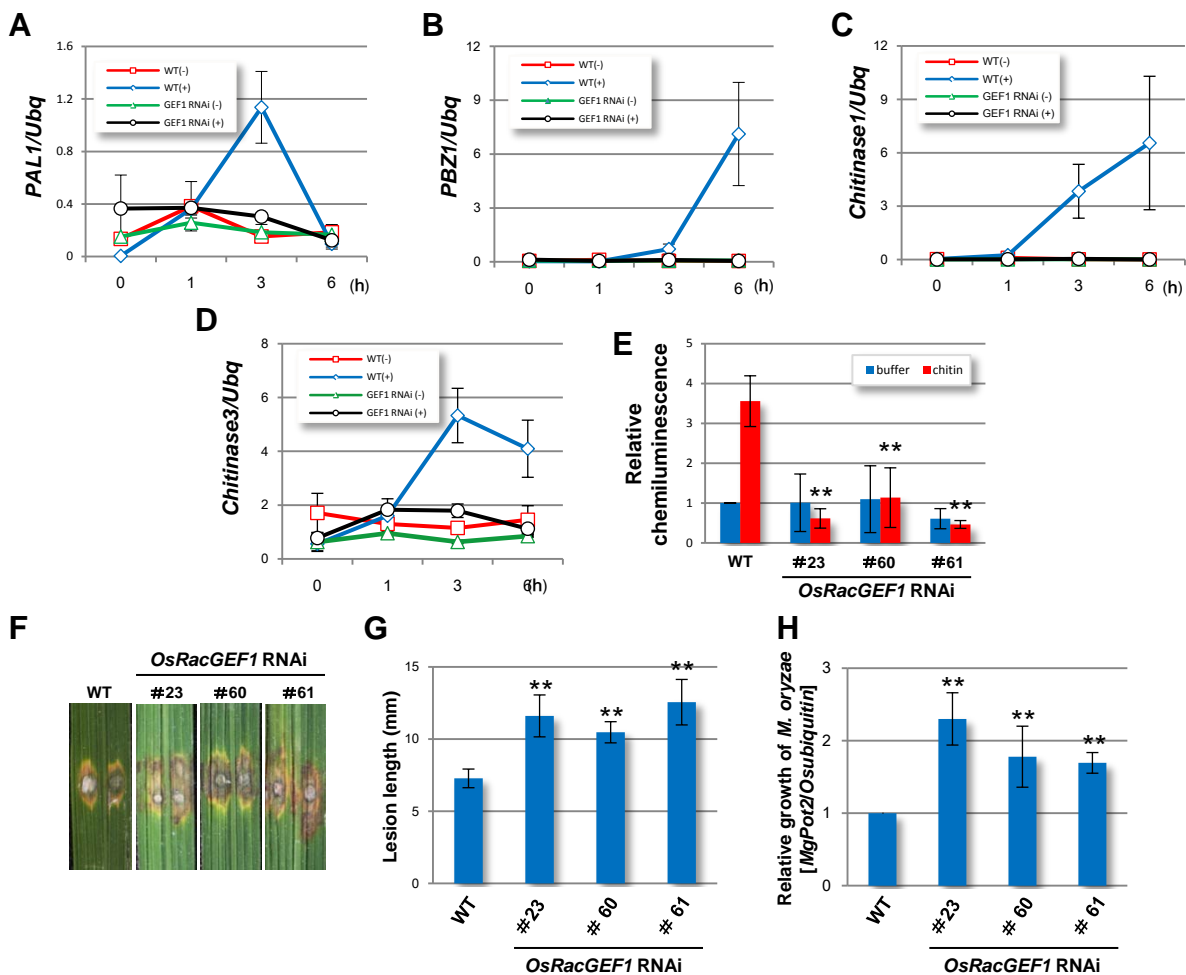 A
PAL1/Ubq
1.6
1.2
0.8
0.4
0
WT(-)
WT(+)
GEF1 RNAi (-)
GEF1 RNAi (+)
0 1 3 6 (h)
B
PBZ1/Ubq
12
9
6
3
0
WT(-)
WT(+)
GEF1 RNAi (-)
GEF1 RNAi (+)
0 1 3 6 (h)
C
Chitinase1/Ubq
12
9
6
3
0
WT(-)
WT(+)
GEF1 RNAi (-)
GEF1 RNAi (+)
0 1 3 6 (h)
D
Chitinase3/Ubq
8
6
4
2
0
WT(-)
WT(+)
GEF1 RNAi (-)
GEF1 RNAi (+)
0 1 3 6 (h)
E
Relative
chemiluminescence
5
4
3
2
1
0
buffer chitin
** ** **
WT #23 #60 #61
OsRacGEF1 RNAi
F
OsRacGEF1 RNAi
WT #23 #60 #61
G
Lesion length (mm)
15
10
5
0
** ** **
WT #23 # 60 # 61
OsRacGEF1 RNAi
H
Relative growth of M. oryzae
[MgPot2/Osubiquitin]
3
2
1
0
** ** **
WT #23 # 60 # 61
OsRacGEF1 RNAi